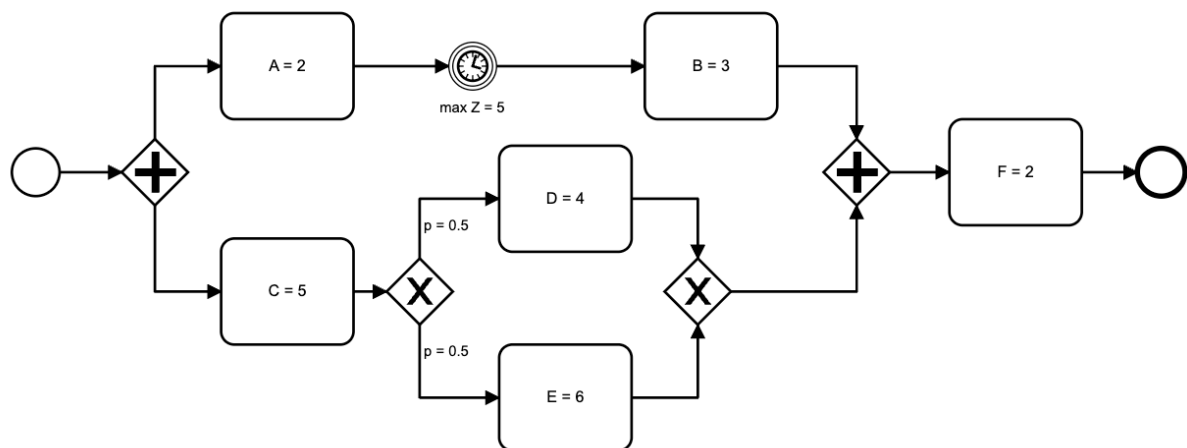 A = 2
max Z = 5
B = 3
D = 4
p = 0.5
F = 2
C = 5
p = 0.5
E = 6